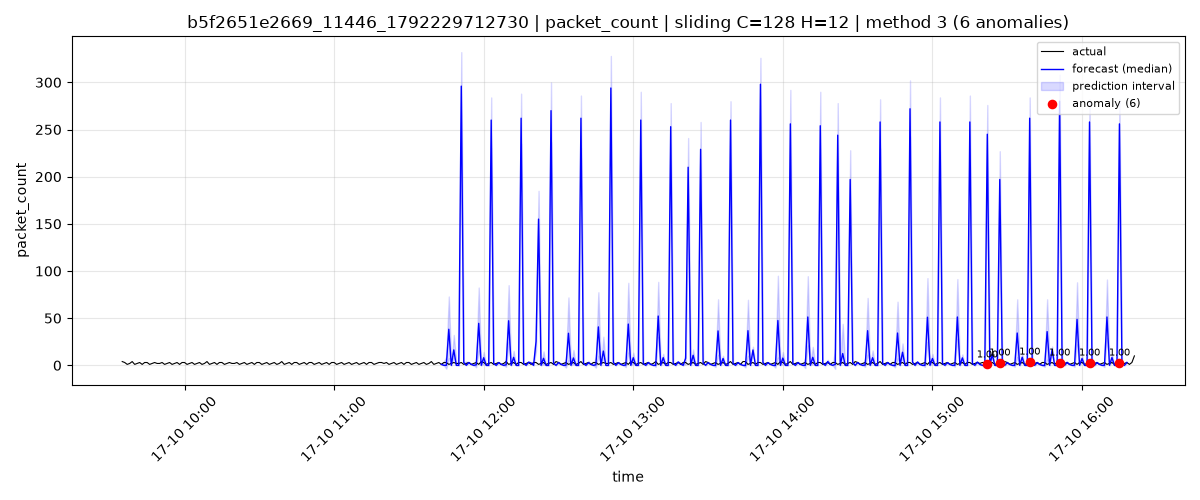 b5f2651e2669_11446_1792229712730 | packet_count | sliding C=128 H=12 | method 3 (6 anomalies)
actual
forecast (median)
prediction interval
anomaly (6)
packet_count
300
250
200
150
100
50
0
1.00 1.00 1.00 1.00 1.00 1.00
17-10 10:00 17-10 11:00 17-10 12:00 17-10 13:00 17-10 14:00 17-10 15:00 17-10 16:00
time